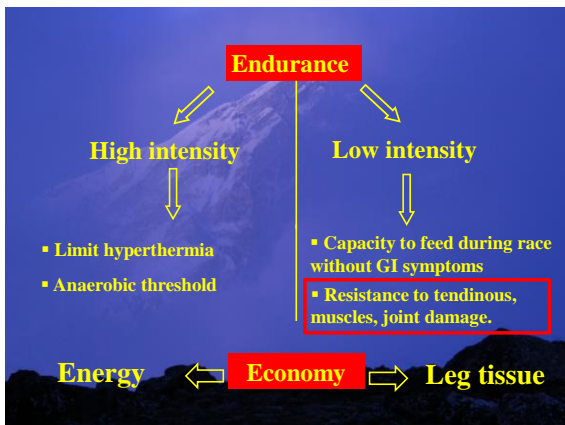 Endurance
High intensity
Low intensity
▪ Limit hyperthermia
▪ Anaerobic threshold
▪ Capacity to feed during race
without GI symptoms
▪ Resistance to tendinous,
muscles, joint damage.
Energy
Economy
Leg tissue